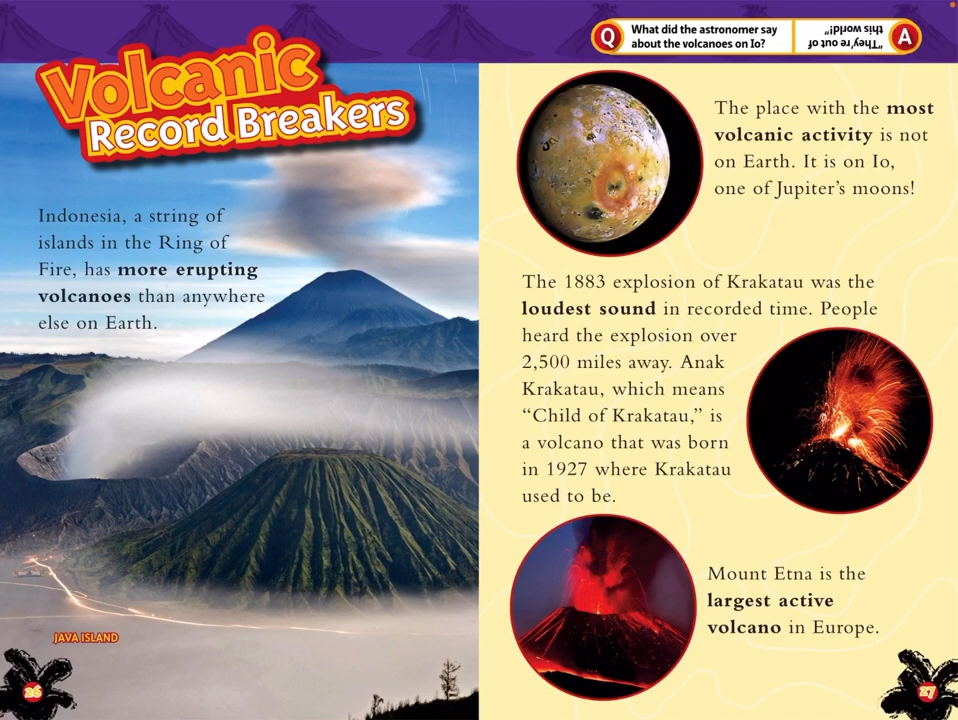 Volcanic
Record Breakers
Indonesia, a string of
islands in the Ring of
Fire, has more erupting
volcanoes than anywhere
else on Earth.
JAVA ISLAND
26
Q
What did the astronomer say
about the volcanoes on Io?
"They're out of
this world!"
A
The place with the most
volcanic activity is not
on Earth. It is on Io,
one of Jupiter's moons!
The 1883 explosion of Krakatau was the
loudest sound in recorded time. People
heard the explosion over
2,500 miles away. Anak
Krakatau, which means
“Child of Krakatau,” is
a volcano that was born
in 1927 where Krakatau
used to be.
Mount Etna is the
largest active
volcano in Europe.
27